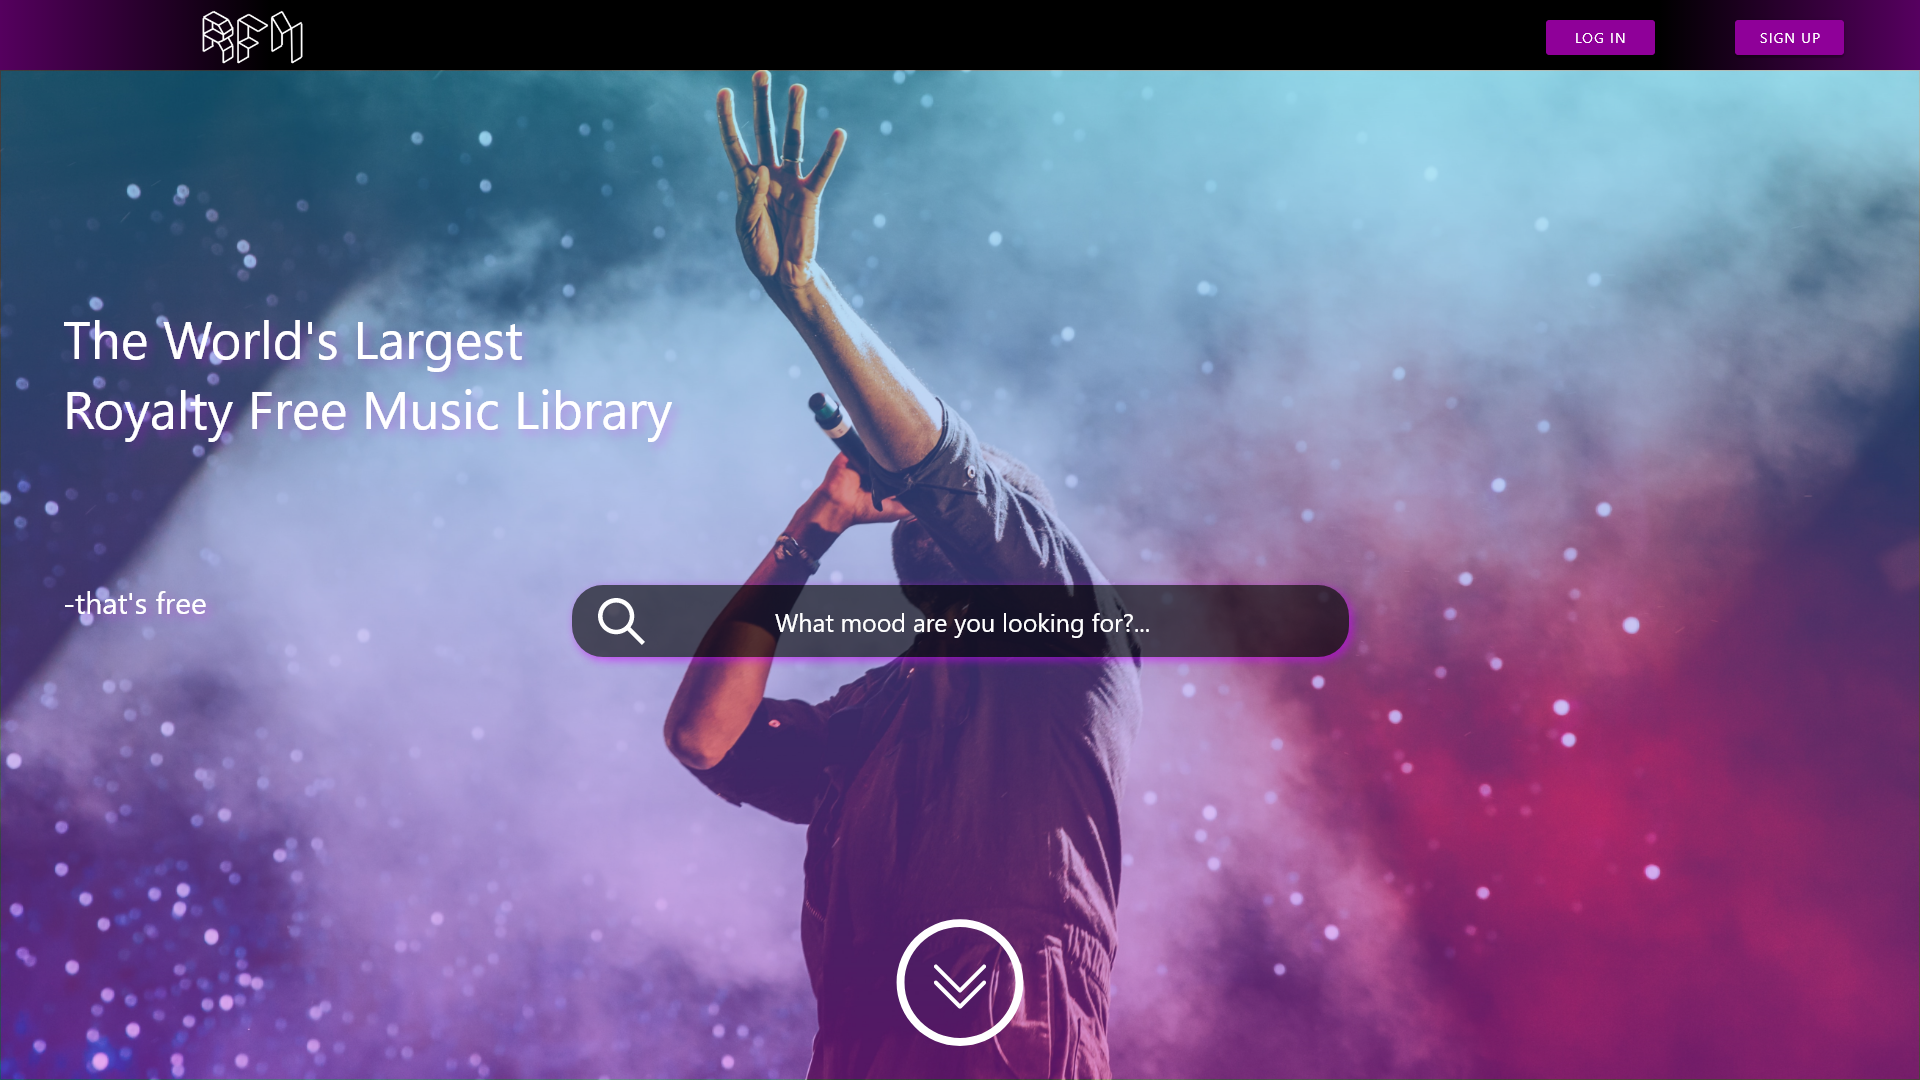 RFM
LOG IN
SIGN UP
The World's Largest
Royalty Free Music Library
-that's free
What mood are you looking for?...